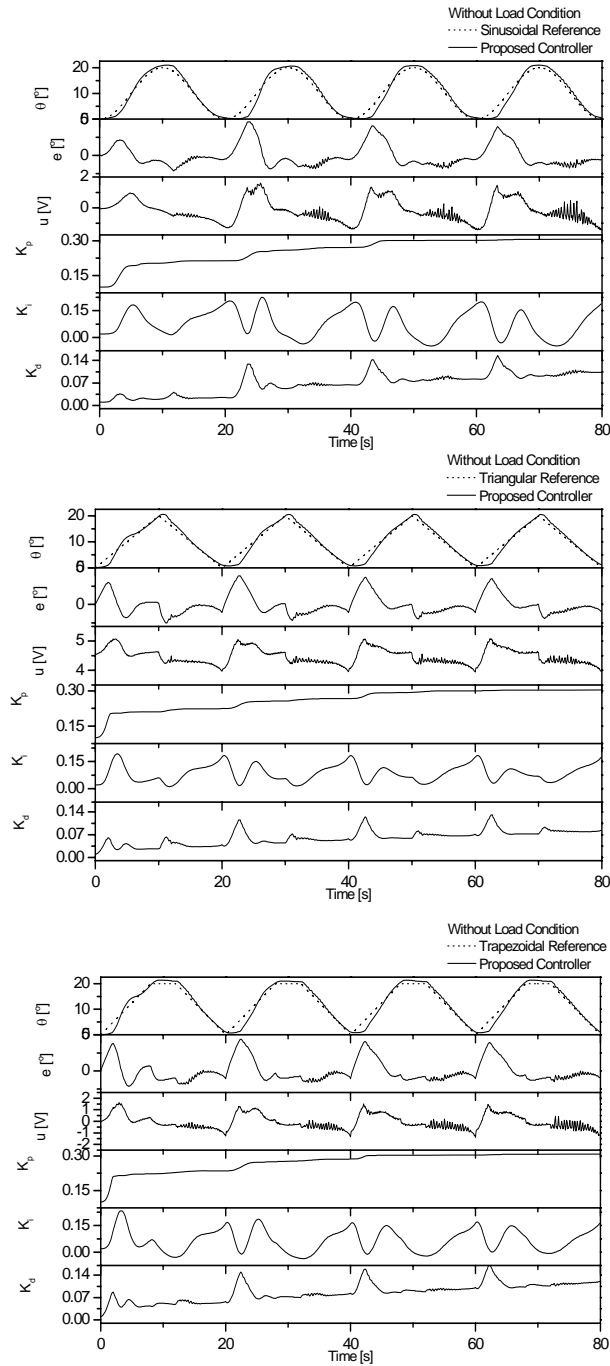 Without Load Condition
Sinusoidal Reference
Proposed Controller
20
10
0
θ [º]
5
0
e [º]
2
0
u [V]
0.30
0.15
Kp
0.15
0.00
Ki
0.14
0.07
0.00
Kd
0 20 40 60 80
Time [s]
Without Load Condition
Triangular Reference
Proposed Controller
20
10
0
θ [º]
5
0
e [º]
5
4
u [V]
0.30
0.15
Kp
0.15
0.00
Ki
0.14
0.07
0.00
Kd
0 20 40 60 80
Time [s]
Without Load Condition
Trapezoidal Reference
Proposed Controller
20
10
0
θ [º]
5
0
e [º]
2
1
0
-1
-2
u [V]
0.30
0.15
Kp
0.15
0.00
Ki
0.14
0.07
0.00
Kd
0 20 40 60 80
Time [s]